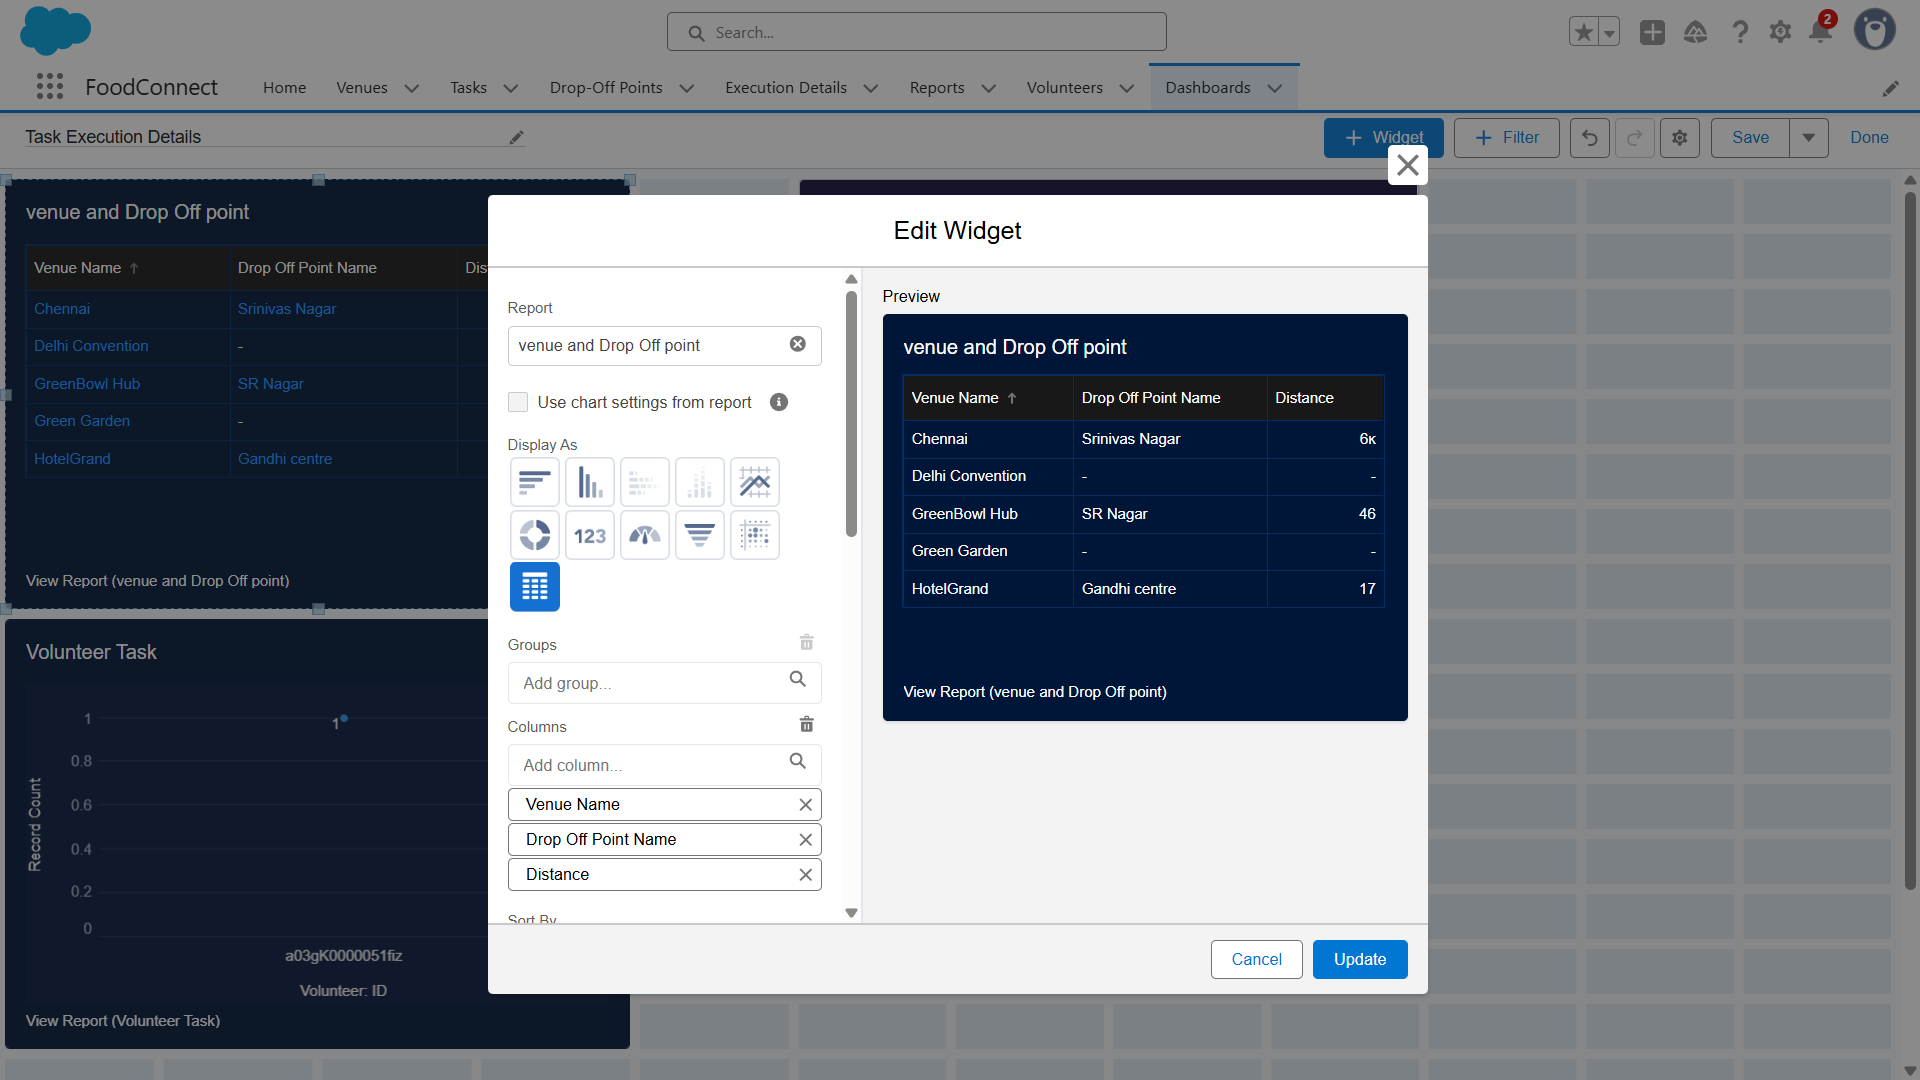 Search...
2
FoodConnect
Home
Venues
Tasks
Drop-Off Points
Execution Details
Reports
Volunteers
Dashboards
Task Execution Details
Widget
Filter
Save
Done
venue and Drop Off point
Venue Name
Drop Off Point Name
Dis
Chennai
Srinivas Nagar
Delhi Convention
-
GreenBowl Hub
SR Nagar
Green Garden
-
HotelGrand
Gandhi centre
View Report (venue and Drop Off point)
Volunteer Task
1
0.8
0.6
0.4
0.2
0
Record Count
1
a03gK0000051fiz
Volunteer: ID
View Report (Volunteer Task)
Edit Widget
Report
venue and Drop Off point
Use chart settings from report
Display As
123
Groups
Add group...
Columns
Add column...
Venue Name
Drop Off Point Name
Distance
Sort By
Preview
venue and Drop Off point
Venue Name
Drop Off Point Name
Distance
Chennai
Srinivas Nagar
6K
Delhi Convention
-
-
GreenBowl Hub
SR Nagar
46
Green Garden
-
-
HotelGrand
Gandhi centre
17
View Report (venue and Drop Off point)
Cancel
Update